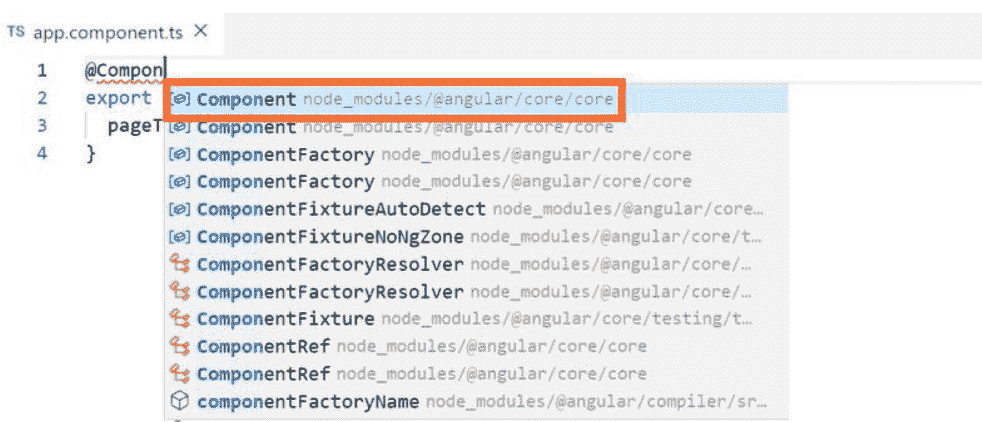 TS app.component.ts ×
1 @Compon
2 export
Component node_modules/@angular/core/core
3 pageT
Component node_modules/@angular/core/core
4 }
ComponentFactory node_modules/@angular/core/core
ComponentFactory node_modules/@angular/core/core
ComponentFixtureAutoDetect node_modules/@angular/core…
ComponentFixtureNoNgZone node_modules/@angular/core/t…
ComponentFactoryResolver node_modules/@angular/core/…
ComponentFactoryResolver node_modules/@angular/core/…
ComponentFixture node_modules/@angular/core/testing/t…
ComponentRef node_modules/@angular/core/core
ComponentRef node_modules/@angular/core/core
componentFactoryName node_modules/@angular/compiler/sr…